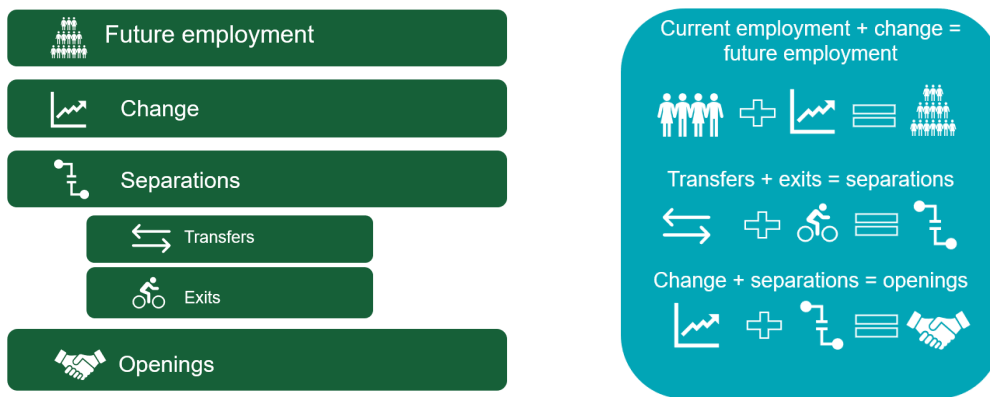 Future employment
Change
Separations
Transfers
Exits
Openings
Current employment + change =
future employment
Transfers + exits = separations
Change + separations = openings